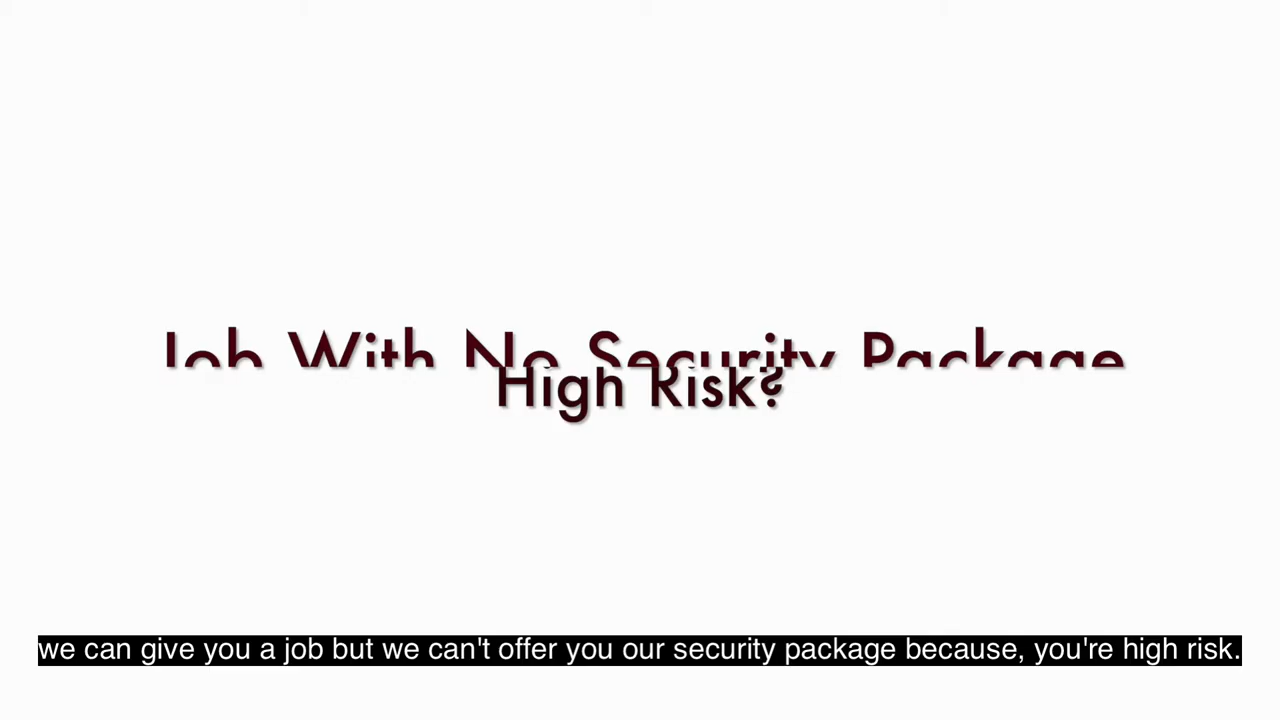 Job With No Security Package
High Risk?
we can give you a job but we can't offer you our security package because, you're high risk.